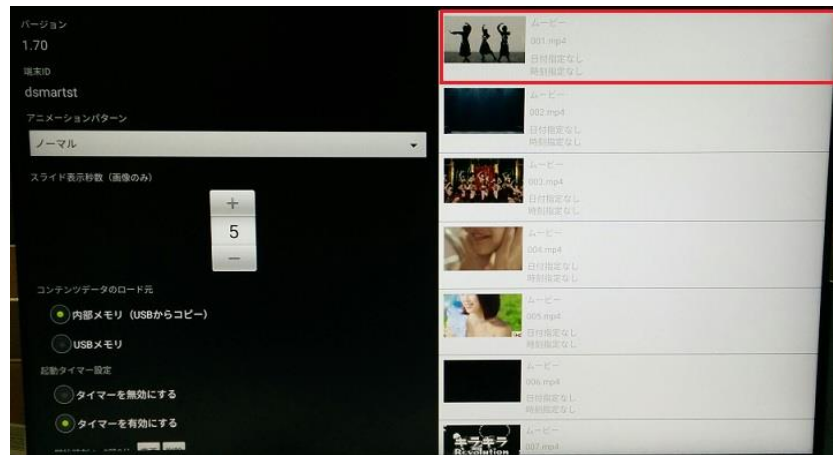 バージョン
1.70
端末ID
dsmartst
アニメーションパターン
ノーマル
スライド表示秒数（画像のみ）
+
5
−
コンテンツデータのロード元
内部メモリ（USBからコピー）
USBメモリ
起動タイマー設定
タイマーを無効にする
タイマーを有効にする
ムービー
001.mp4
日付指定なし
時刻指定なし
ムービー
002.mp4
日付指定なし
時刻指定なし
ムービー
003.mp4
日付指定なし
時刻指定なし
ムービー
004.mp4
日付指定なし
時刻指定なし
ムービー
005.mp4
日付指定なし
時刻指定なし
ムービー
006.mp4
日付指定なし
時刻指定なし
キラキラ
Revolution
ムービー
007.mp4